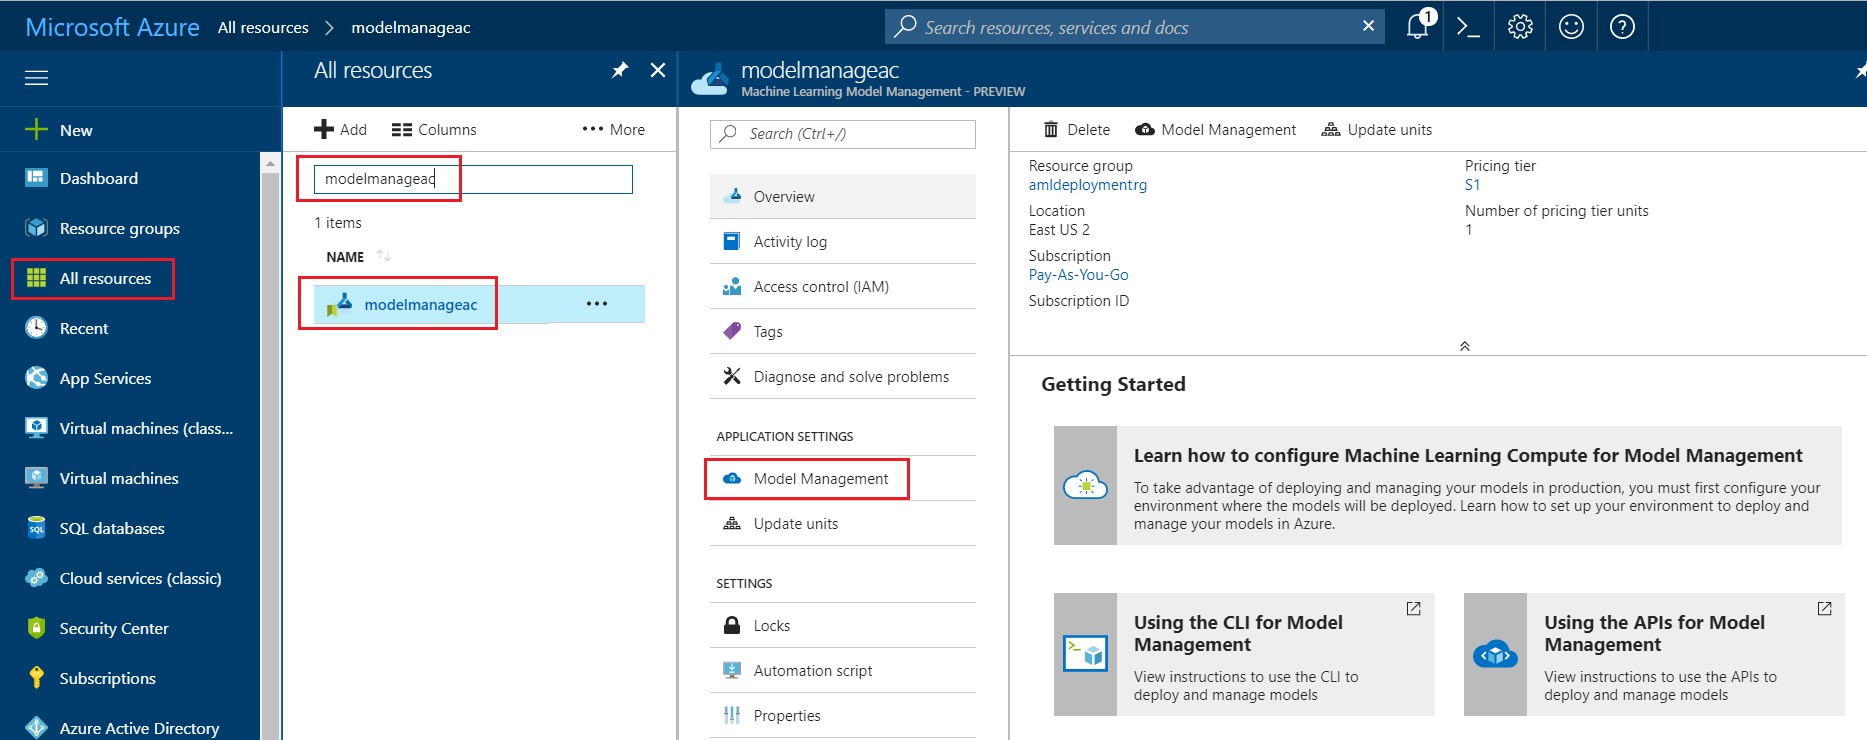 Microsoft Azure All resources > modelmanageac
Search resources, services and docs
1
New
Dashboard
Resource groups
All resources
Recent
App Services
Virtual machines (class...
Virtual machines
SQL databases
Cloud services (classic)
Security Center
Subscriptions
Azure Active Directory
All resources
Add Columns ••• More
modelmanageac
1 items
NAME
modelmanageac •••
modelmanageac
Machine Learning Model Management - PREVIEW
Search (Ctrl+/)
Overview
Activity log
Access control (IAM)
Tags
Diagnose and solve problems
APPLICATION SETTINGS
Model Management
Update units
SETTINGS
Locks
Automation script
Properties
Delete Model Management Update units
Resource group
amldeploymentrg
Location
East US 2
Subscription
Pay-As-You-Go
Subscription ID
Pricing tier
S1
Number of pricing tier units
1
Getting Started
Learn how to configure Machine Learning Compute for Model Management
To take advantage of deploying and managing your models in production, you must first configure your
environment where the models will be deployed. Learn how to set up your environment to deploy and
manage your models in Azure.
Using the CLI for Model
Management
View instructions to use the CLI to
deploy and manage models
Using the APIs for Model
Management
View instructions to use the APIs to
deploy and manage models